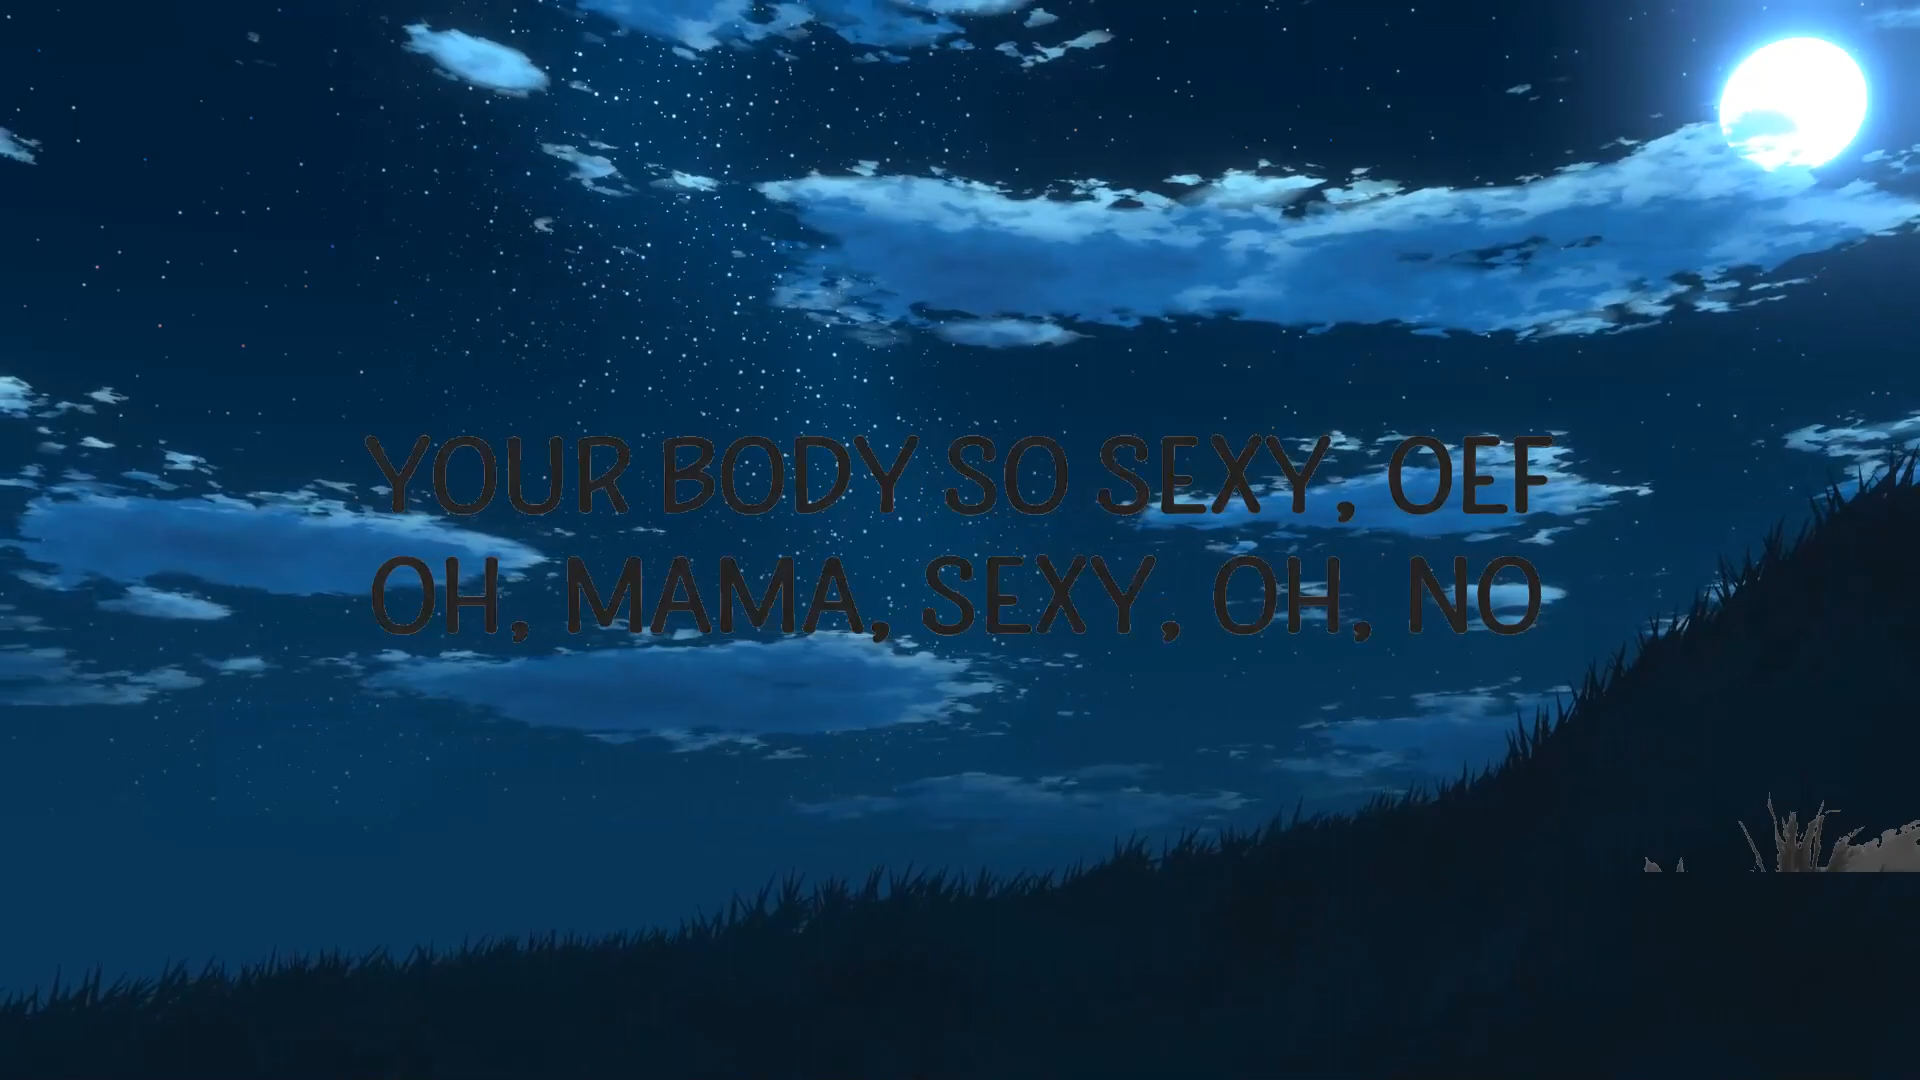 YOUR BODY SO SEXY, OEF
OH, MAMA, SEXY, OH, NO